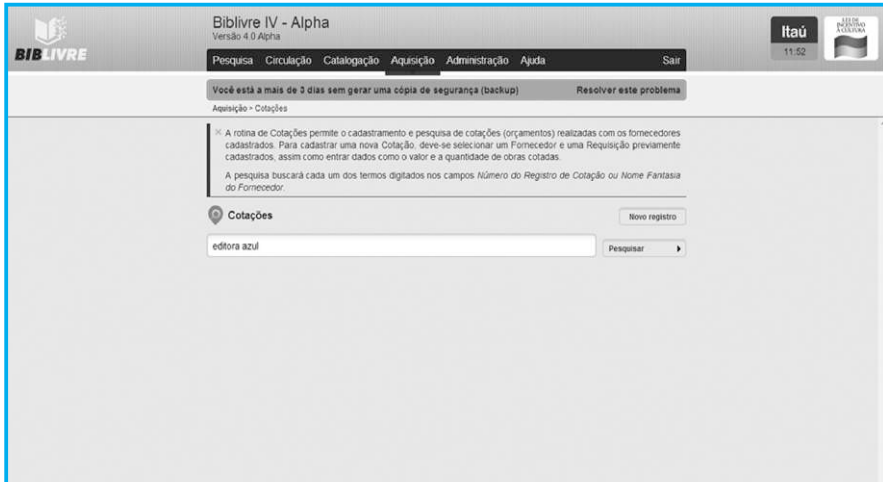 BIBLIVRE
Biblivre IV - Alpha
Versão 4.0 Alpha
Pesquisa Circulação Catalogação Aquisição Administração Ajuda Sair
Itaú
11:52
LEI DE
INCENTIVO
À CULTURA
Você está a mais de 3 dias sem gerar uma cópia de segurança (backup) Resolver este problema
Aquisição > Cotações
× A rotina de Cotações permite o cadastramento e pesquisa de cotações (orçamentos) realizadas com os fornecedores
cadastrados. Para cadastrar uma nova Cotação, deve-se selecionar um Fornecedor e uma Requisição previamente
cadastrados, assim como entrar dados como o valor e a quantidade de obras cotadas.
A pesquisa buscará cada um dos termos digitados nos campos Número do Registro de Cotação ou Nome Fantasia
do Fornecedor.
Cotações
Novo registro
editora azul
Pesquisar